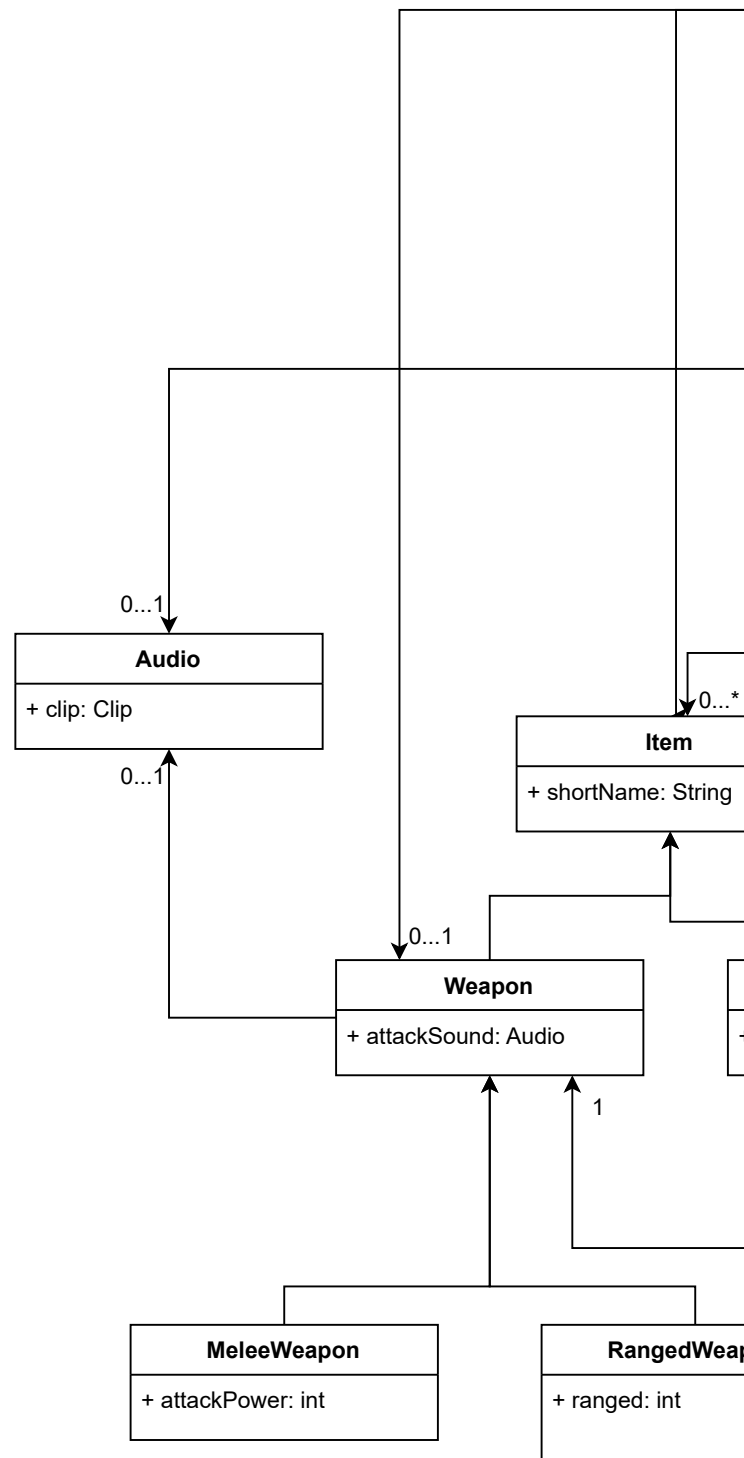 0...1
Audio
+ clip: Clip
0...1
0...*
Item
+ shortName: String
0...1
Weapon
+ attackSound: Audio
+
1
MeleeWeapon
+ attackPower: int
RangedWeap
+ ranged: int